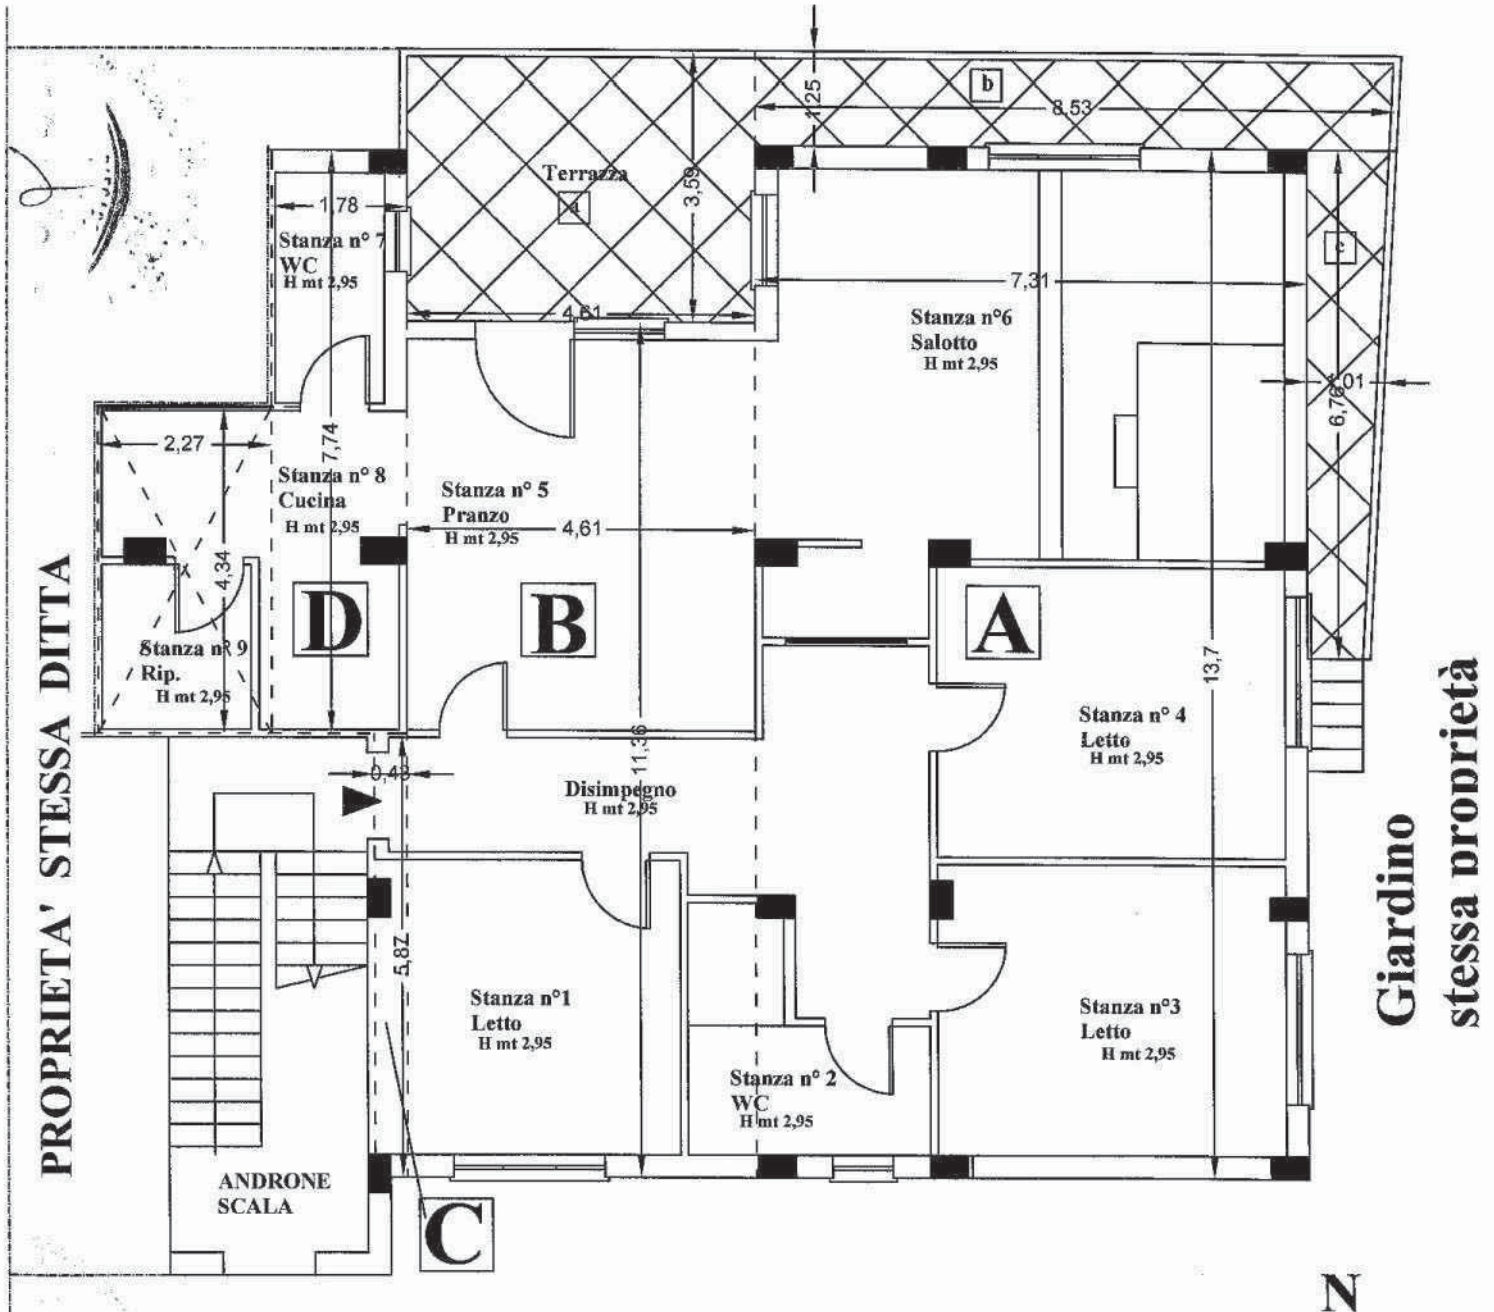 b
1,25
8,53
Terrazza
a
3,59
1,78
Stanza n° 7
WC
H mt 2,95
4,61
c
7,31
Stanza n°6
Salotto
H mt 2,95
1,01
6,76
2,27
7,74
Stanza n° 8
Cucina
H mt 2,95
Stanza n° 5
Pranzo
H mt 2,95
4,61
4,34
D
B
A
Stanza n° 9
Rip.
H mt 2,95
13,7
Stanza n° 4
Letto
H mt 2,95
11,36
0,43
Disimpegno
H mt 2,95
PROPRIETA' STESSA DITTA
Giardino
stessa proprietà
5,87
Stanza n°1
Letto
H mt 2,95
Stanza n°3
Letto
H mt 2,95
Stanza n° 2
WC
H mt 2,95
ANDRONE
SCALA
C
N